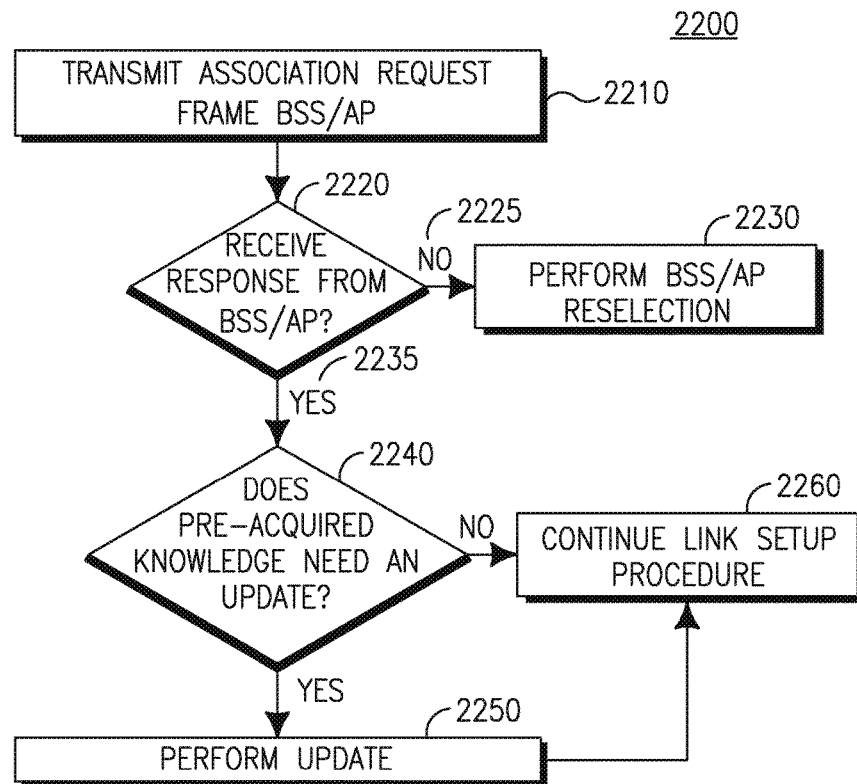 2200
TRANSMIT ASSOCIATION REQUEST
FRAME BSS/AP
2210
2220
RECEIVE
RESPONSE FROM
BSS/AP?
2225
NO
2230
PERFORM BSS/AP
RESELECTION
2235
YES
2240
DOES
PRE-ACQUIRED
KNOWLEDGE NEED AN
UPDATE?
NO
2260
CONTINUE LINK SETUP
PROCEDURE
YES
2250
PERFORM UPDATE